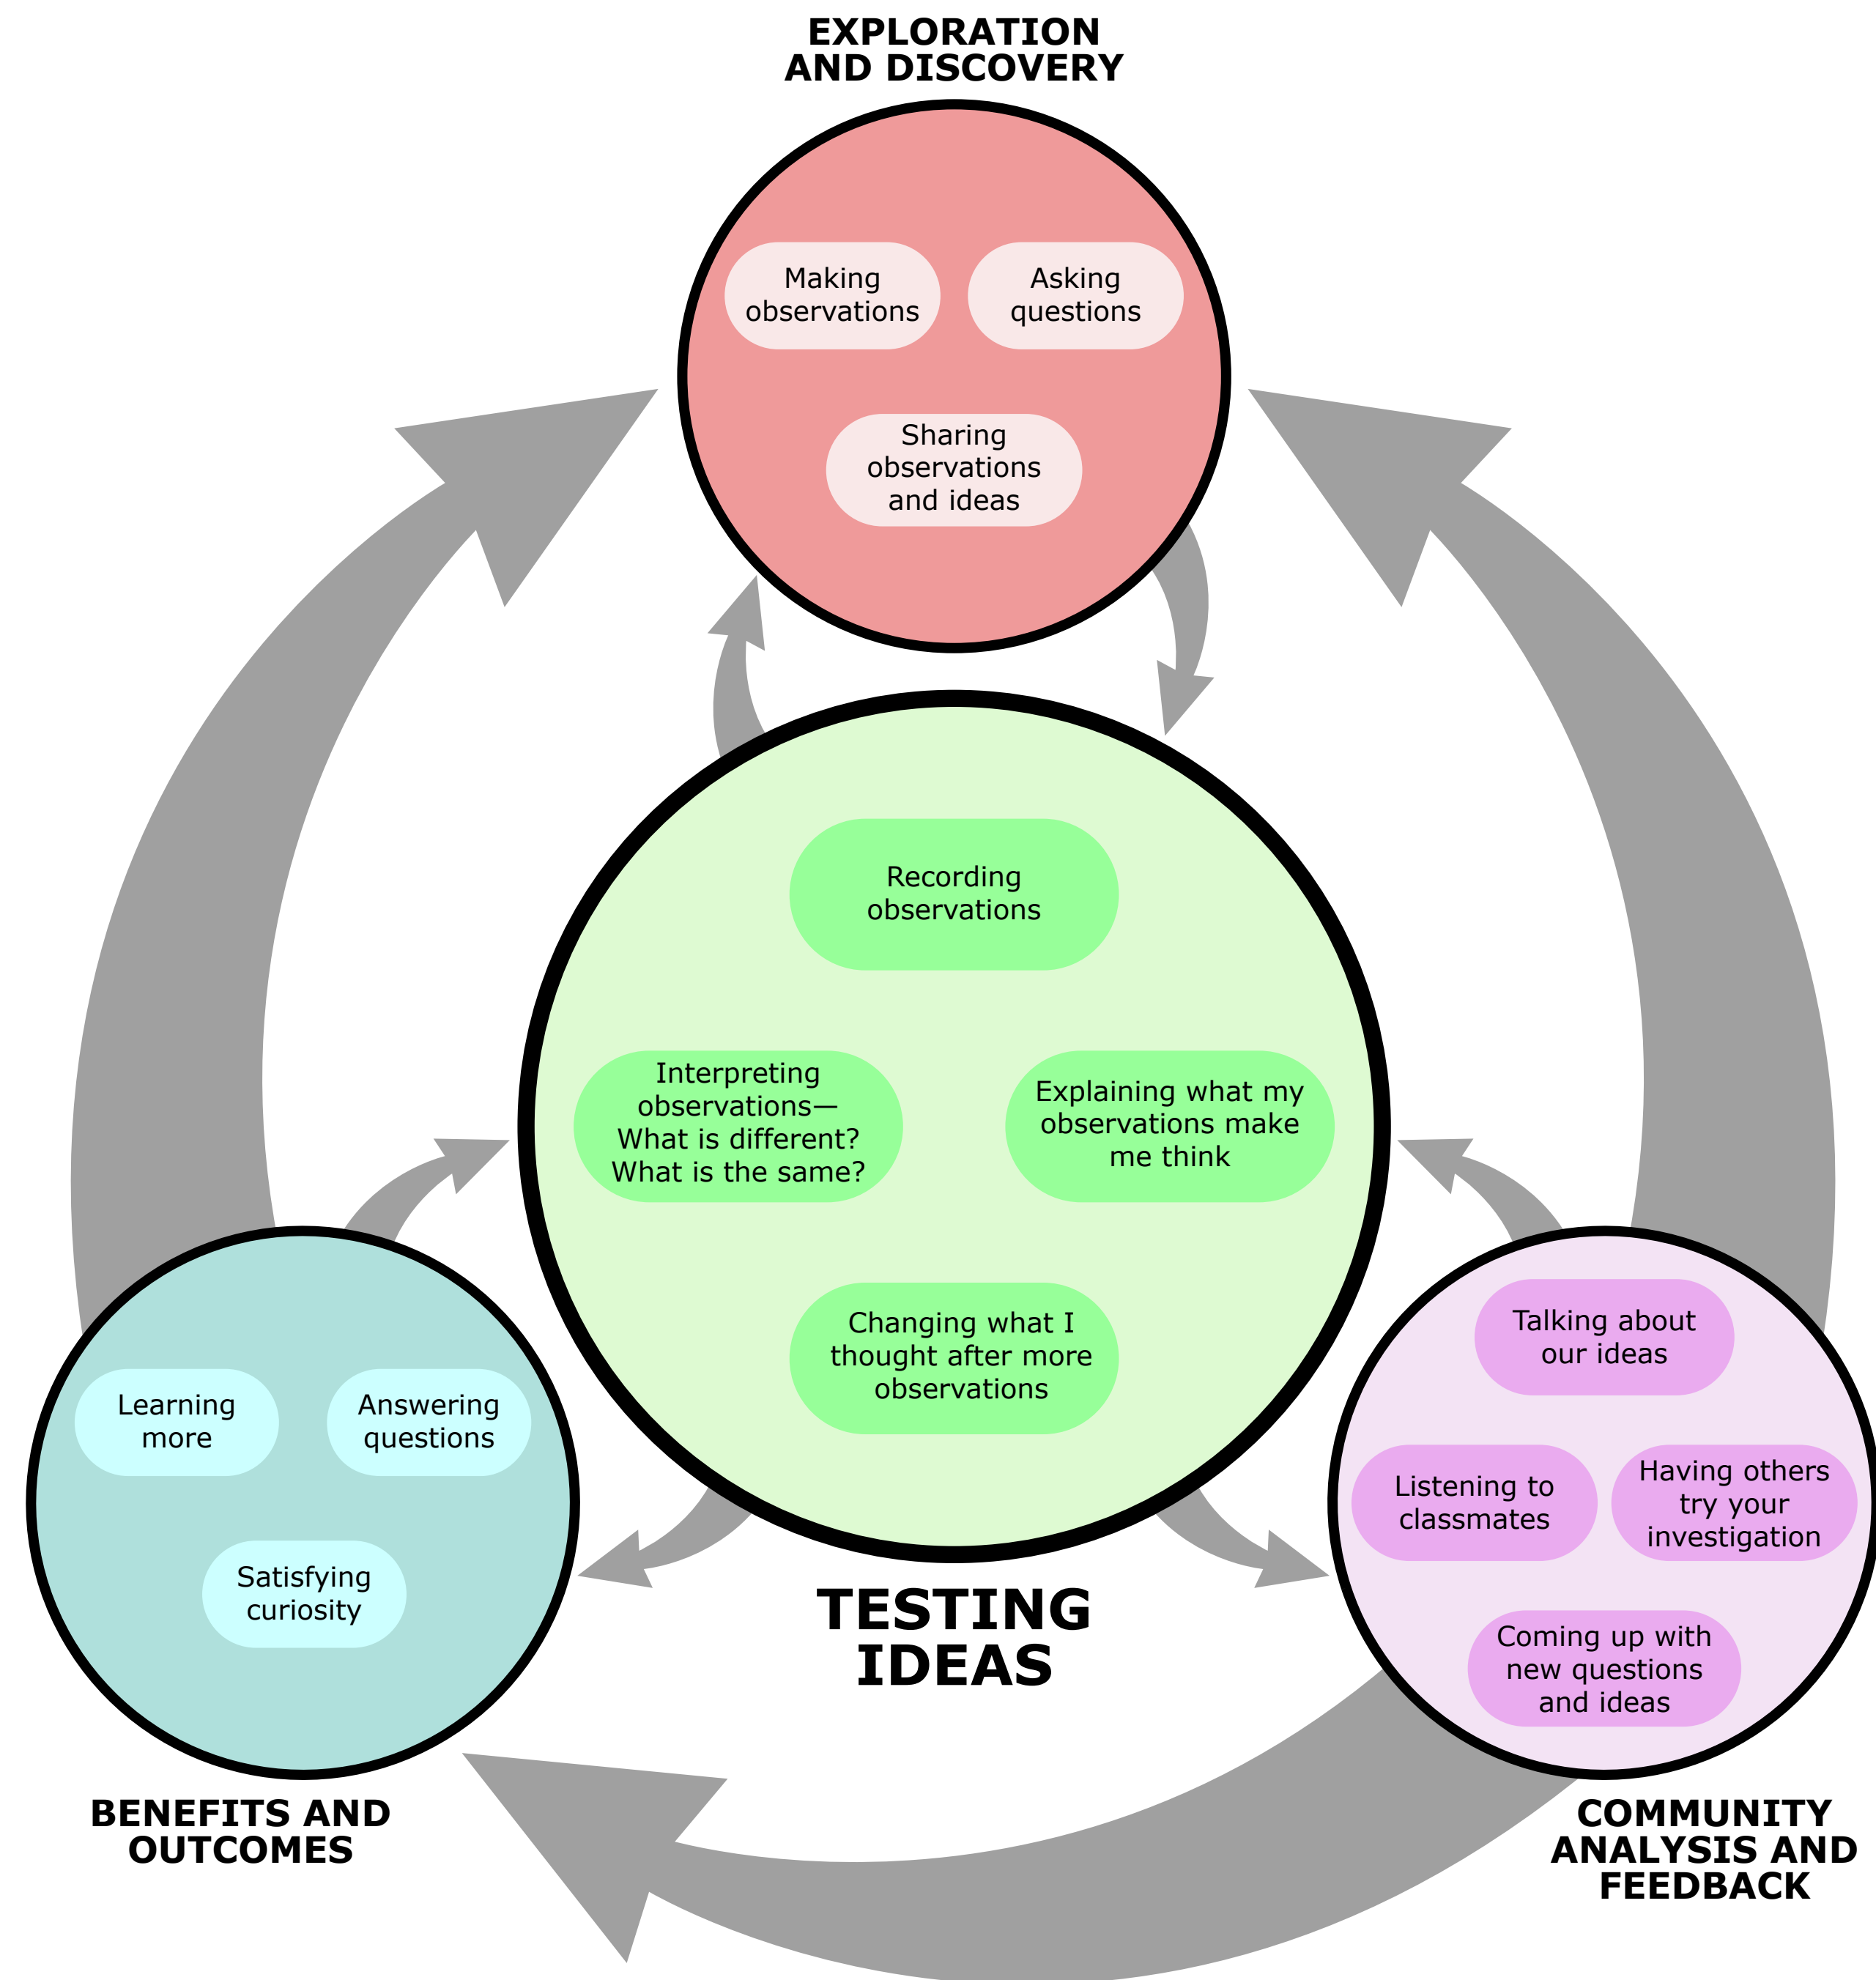 EXPLORATION
AND DISCOVERY
Making
observations
Asking
questions
Sharing
observations
and ideas
Recording
observations
Interpreting
observations—
What is different?
What is the same?
Explaining what my
observations make
me think
Changing what I
thought after more
observations
TESTING
IDEAS
Learning
more
Answering
questions
Satisfying
curiosity
BENEFITS AND
OUTCOMES
Talking about
our ideas
Listening to
classmates
Having others
try your
investigation
Coming up with
new questions
and ideas
COMMUNITY
ANALYSIS AND
FEEDBACK